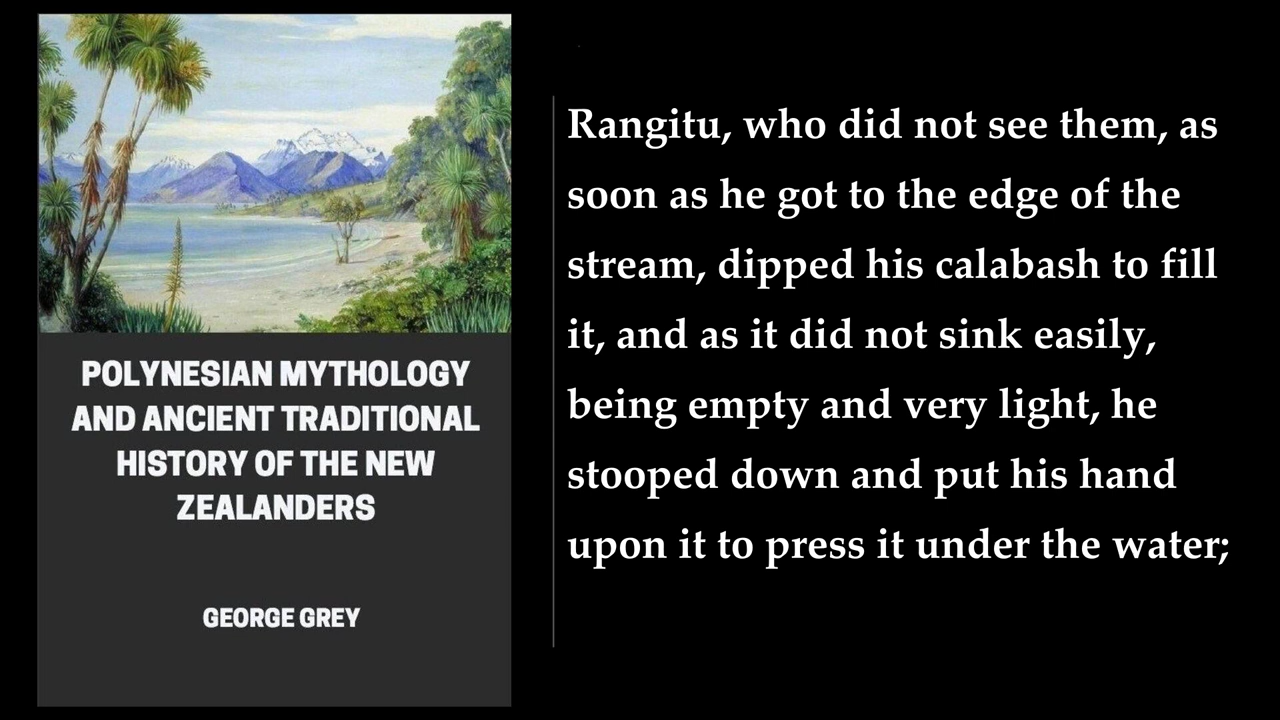 POLYNESIAN MYTHOLOGY
AND ANCIENT TRADITIONAL
HISTORY OF THE NEW
ZEALANDERS
GEORGE GREY
Rangitu, who did not see them, as
soon as he got to the edge of the
stream, dipped his calabash to fill
it, and as it did not sink easily,
being empty and very light, he
stooped down and put his hand
upon it to press it under the water;